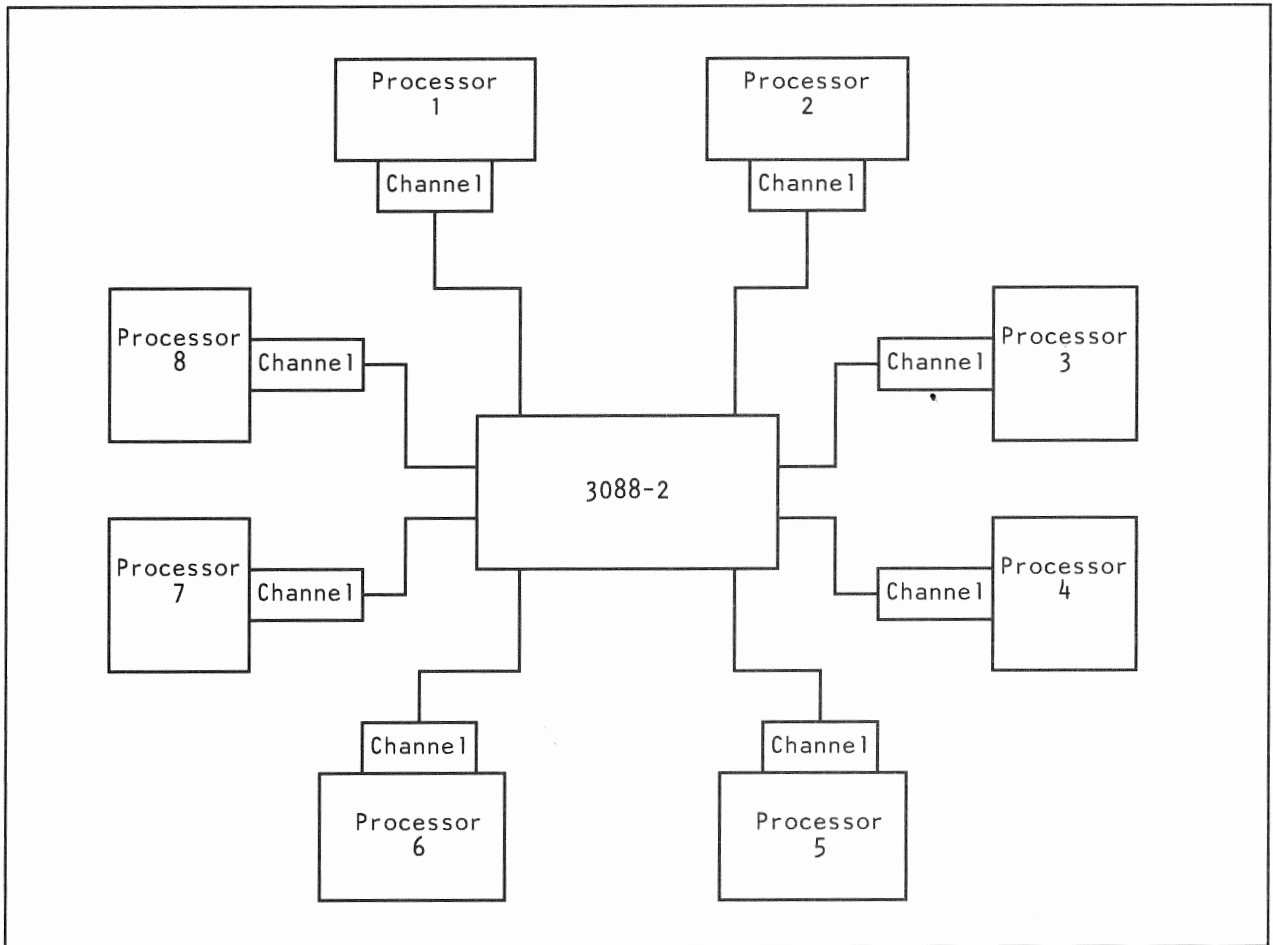 Processor
1
Channel
Processor
2
Channel
Processor
8
Channel
Channel
Processor
3
3088-2
Processor
7
Channel
Channel
Processor
4
Channel
Processor
6
Channel
Processor
5